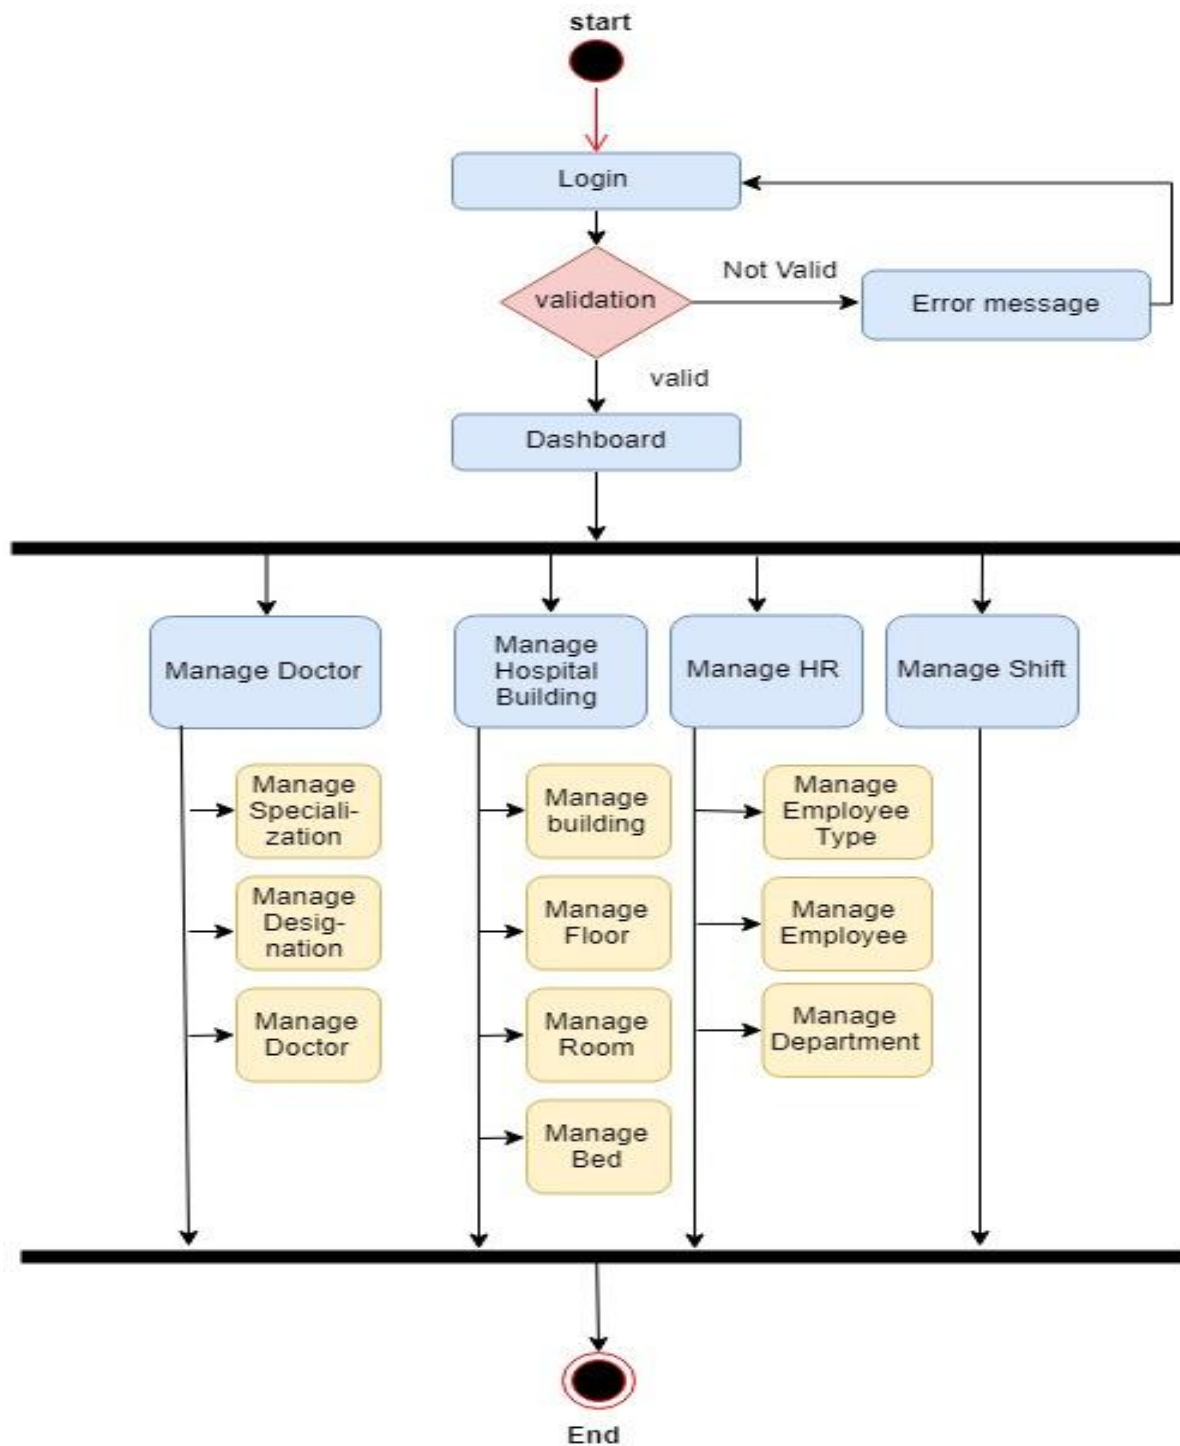 start
Login
Not Valid
validation
Error message
valid
Dashboard
Manage Doctor
Manage
Hospital
Building
Manage HR
Manage Shift
Manage
Speciali-
zation
Manage
building
Manage
Employee
Type
Manage
Desig-
nation
Manage
Floor
Manage
Employee
Manage
Doctor
Manage
Room
Manage
Department
Manage
Bed
End